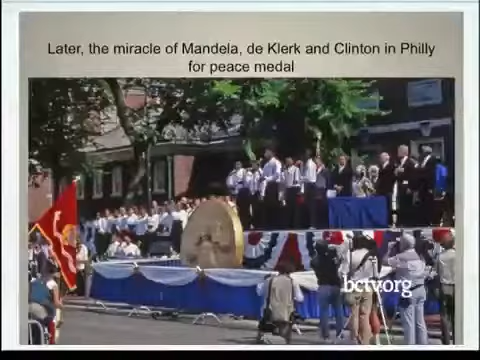 Later, the miracle of Mandela, de Klerk and Clinton in Philly
for peace medal
bctv.org